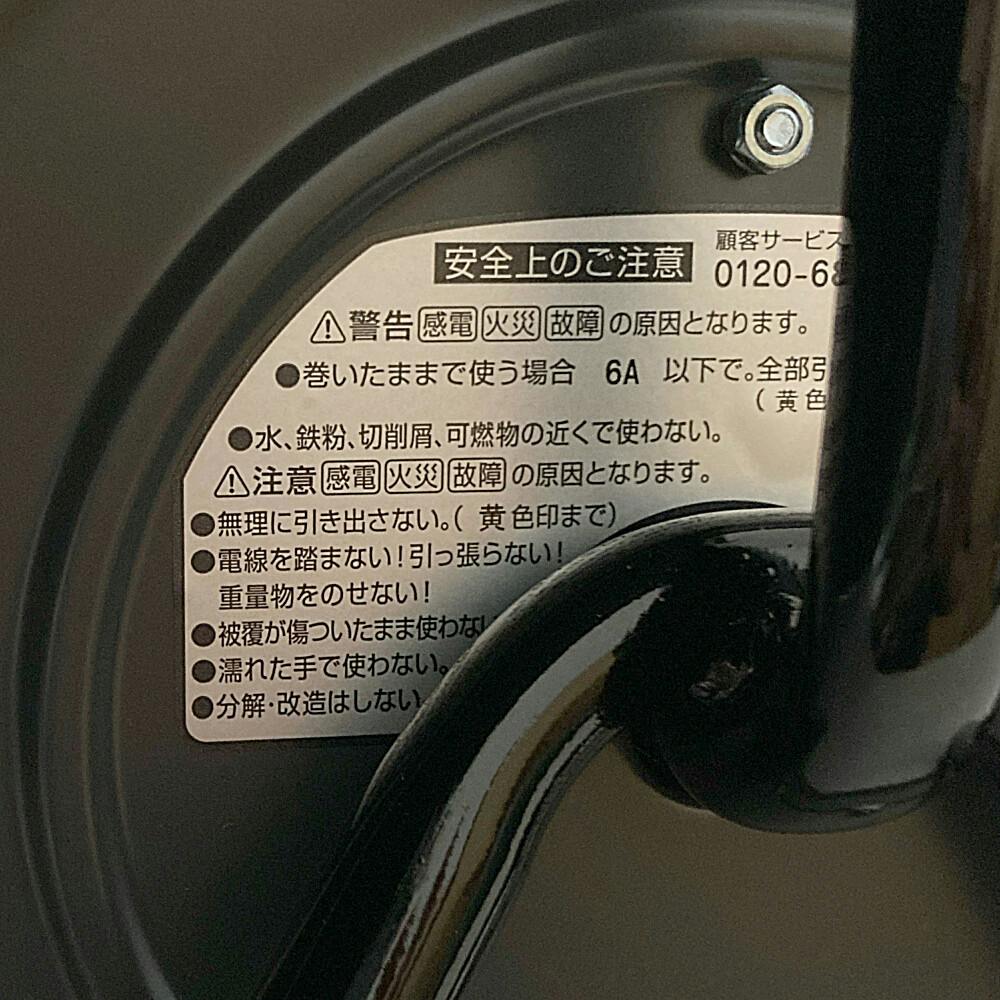 安全上のご注意
顧客サービス
0120-6
⚠警告 感電 火災 故障 の原因となります。
●巻いたままで使う場合 6A 以下で。全部引
(黄色
●水、鉄粉、切削屑、可燃物の近くで使わない。
⚠注意 感電 火災 故障 の原因となります。
●無理に引き出さない。(黄色印まで)
●電線を踏まない!引っ張らない!
重量物をのせない!
●被覆が傷ついたまま使わない
●濡れた手で使わない。
●分解・改造はしない